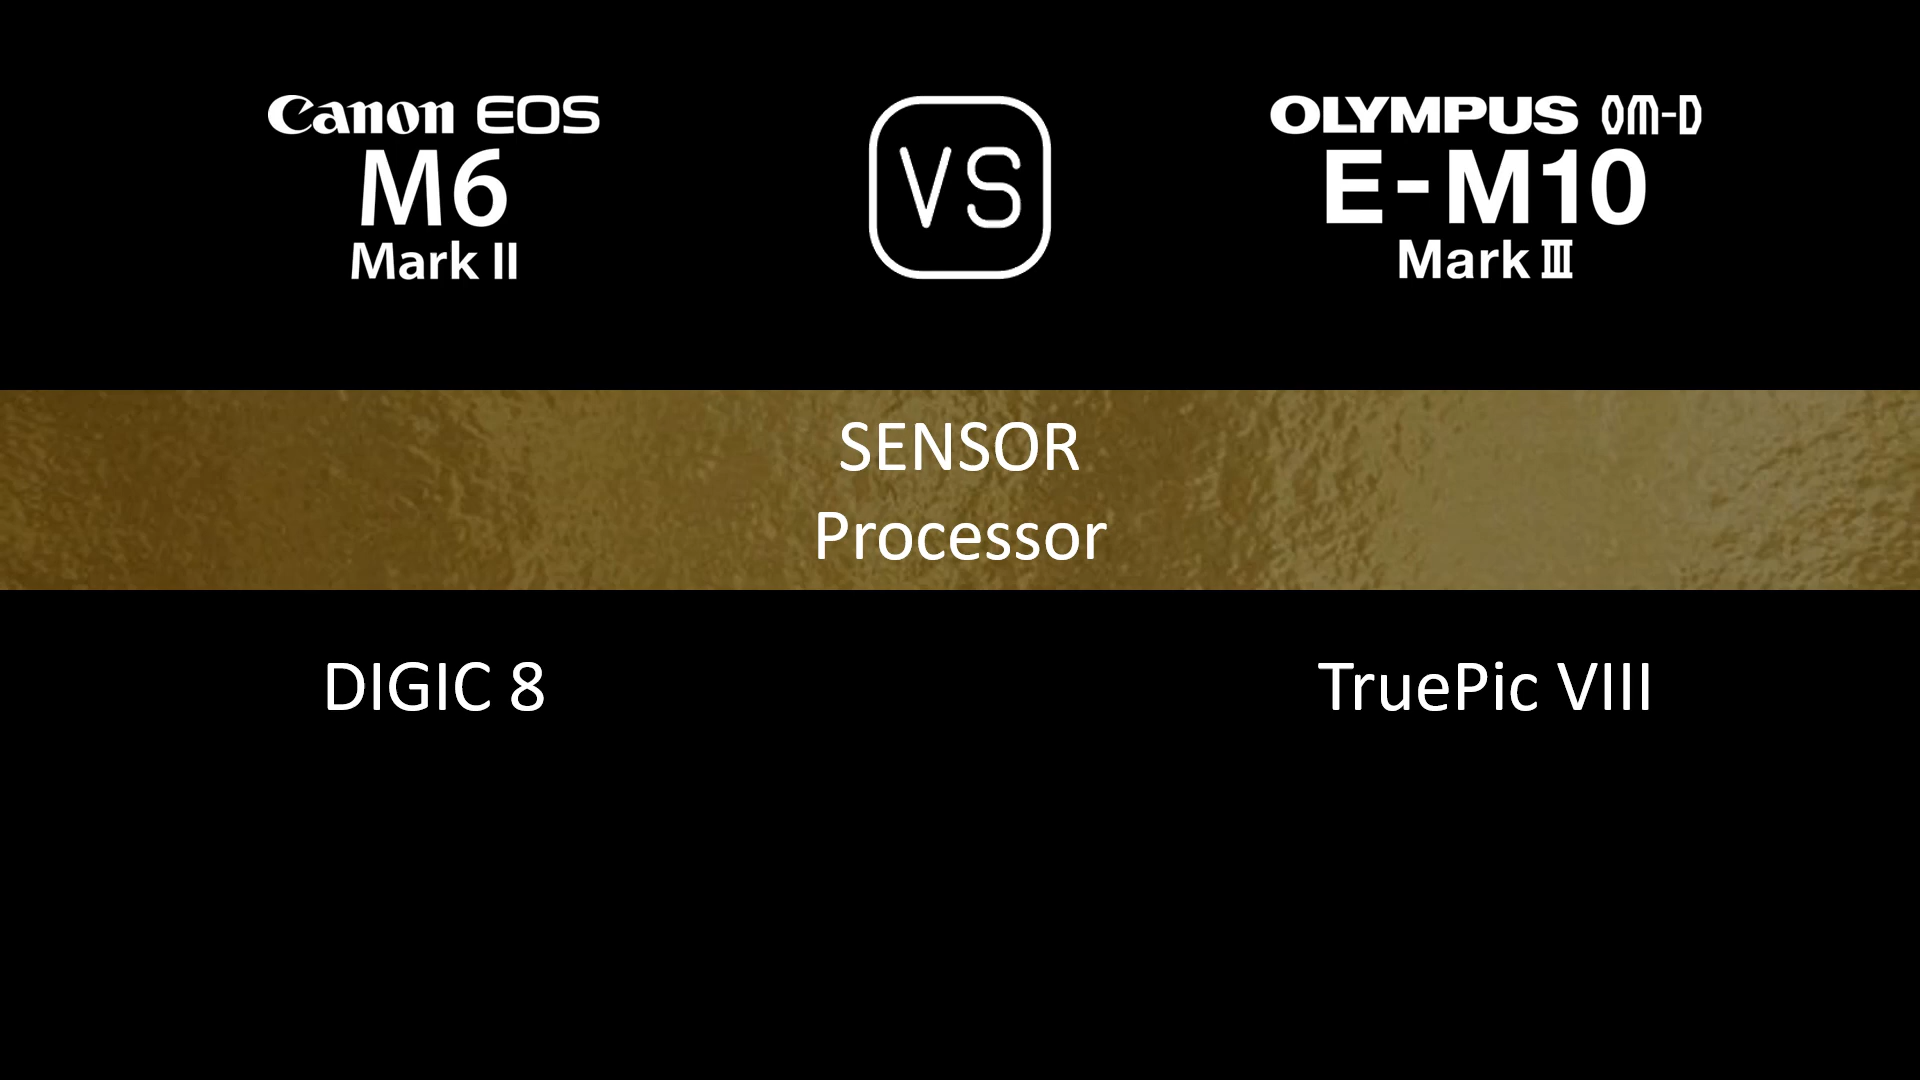 Canon EOS
M6
Mark II
VS
OLYMPUS OM-D
E-M10
Mark III
SENSOR
Processor
DIGIC 8
TruePic VIII